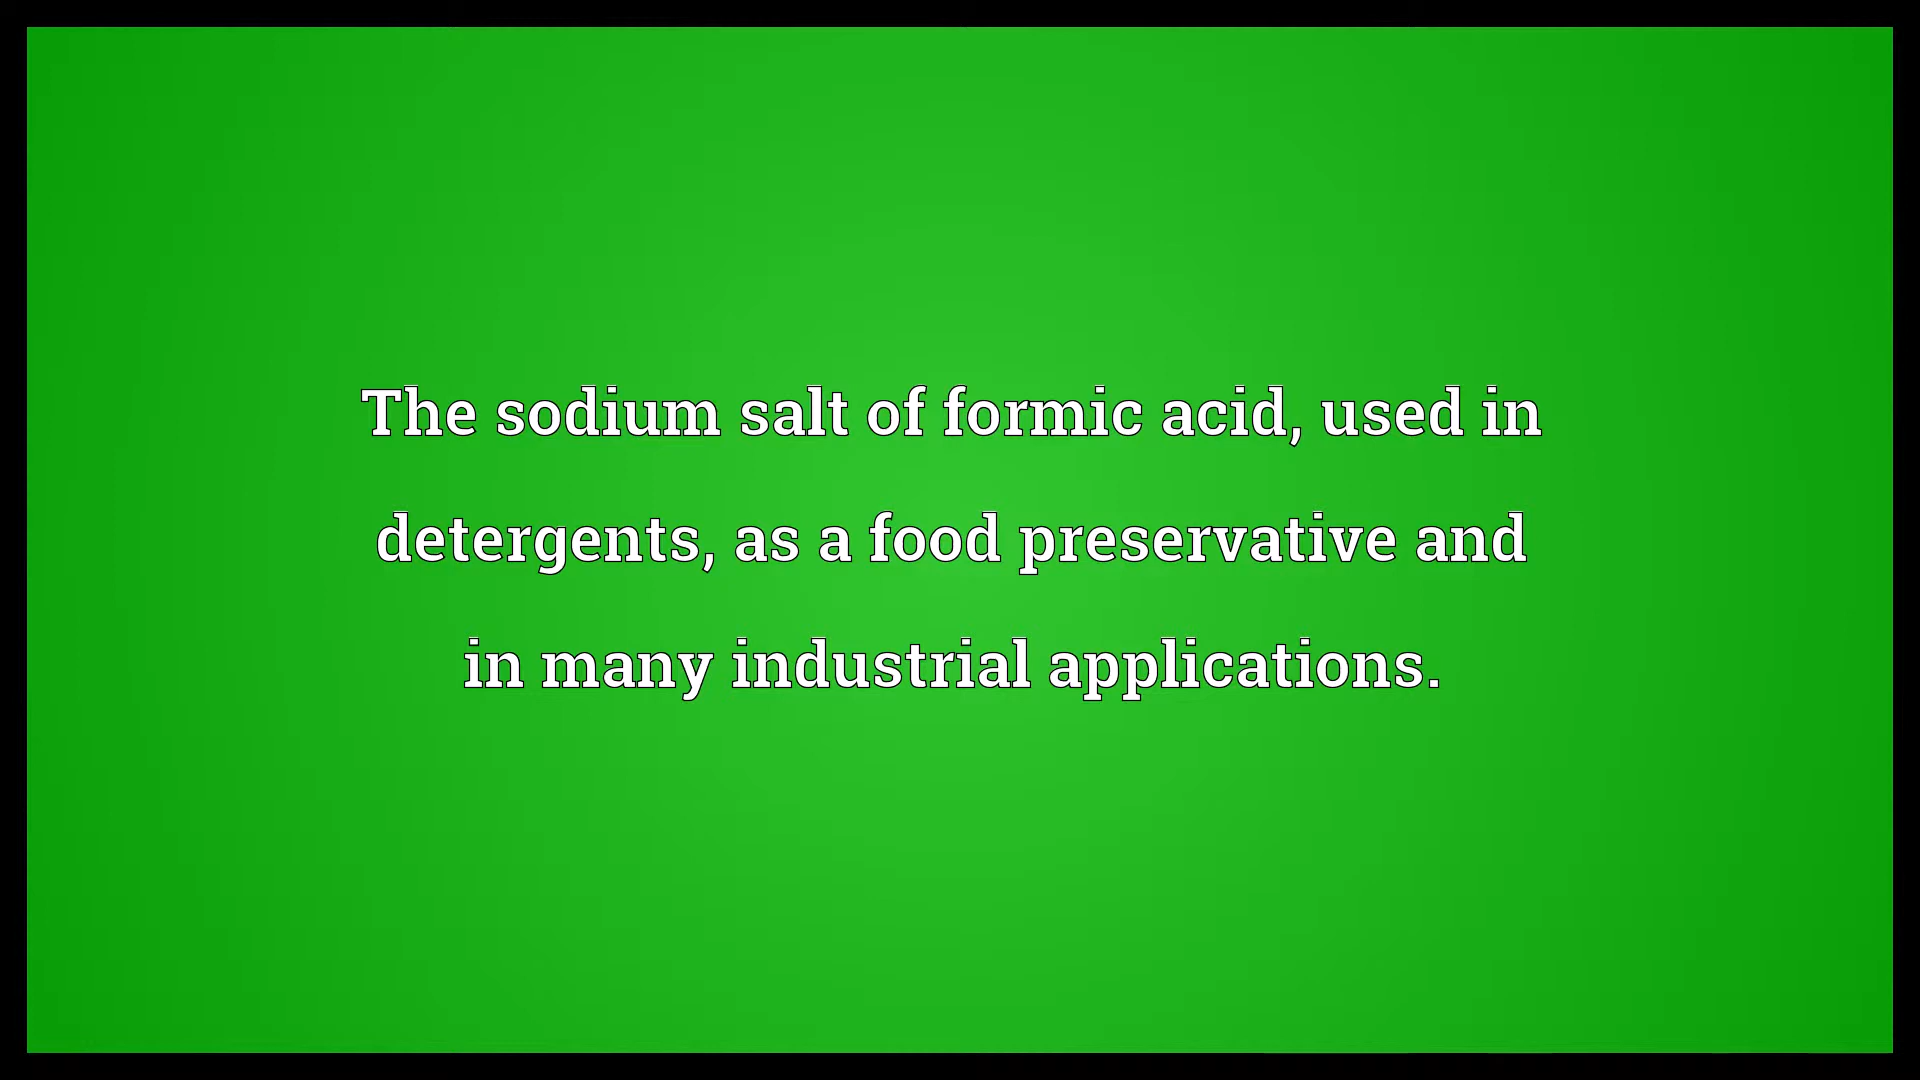 The sodium salt of formic acid, used in
detergents, as a food preservative and
in many industrial applications.